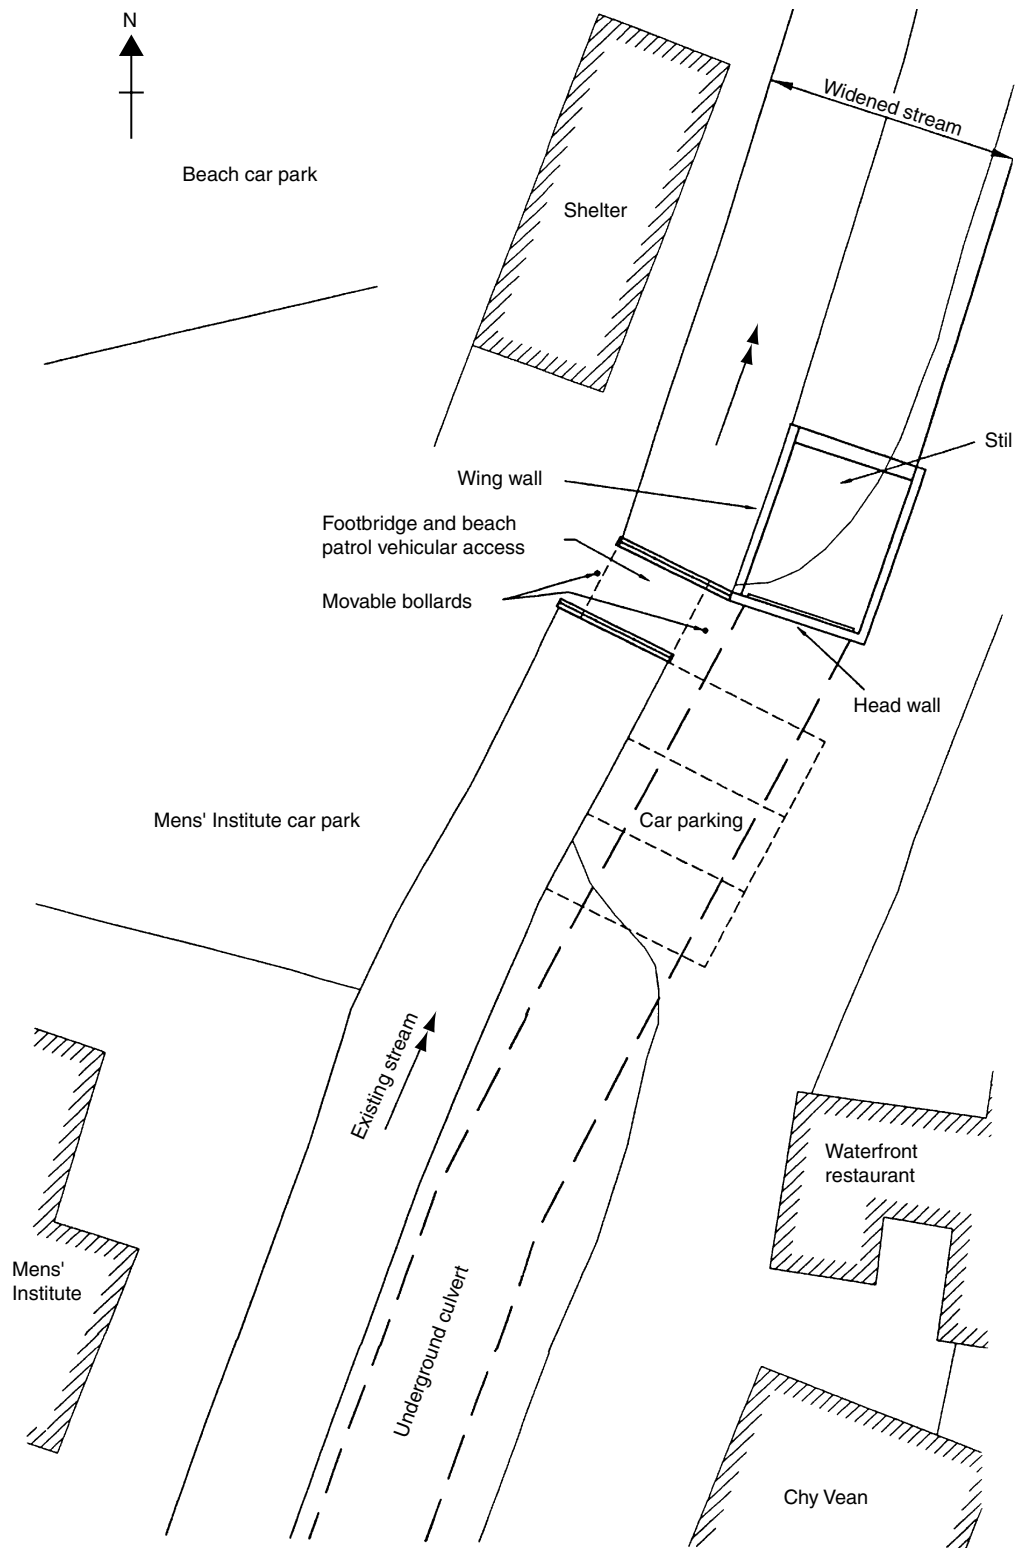 N
Widened stream
Beach car park
Shelter
Stil
Wing wall
Footbridge and beach
patrol vehicular access
Movable bollards
Head wall
Mens' Institute car park
Car parking
Existing stream
Waterfront
restaurant
Mens'
Institute
Underground culvert
Chy Vean